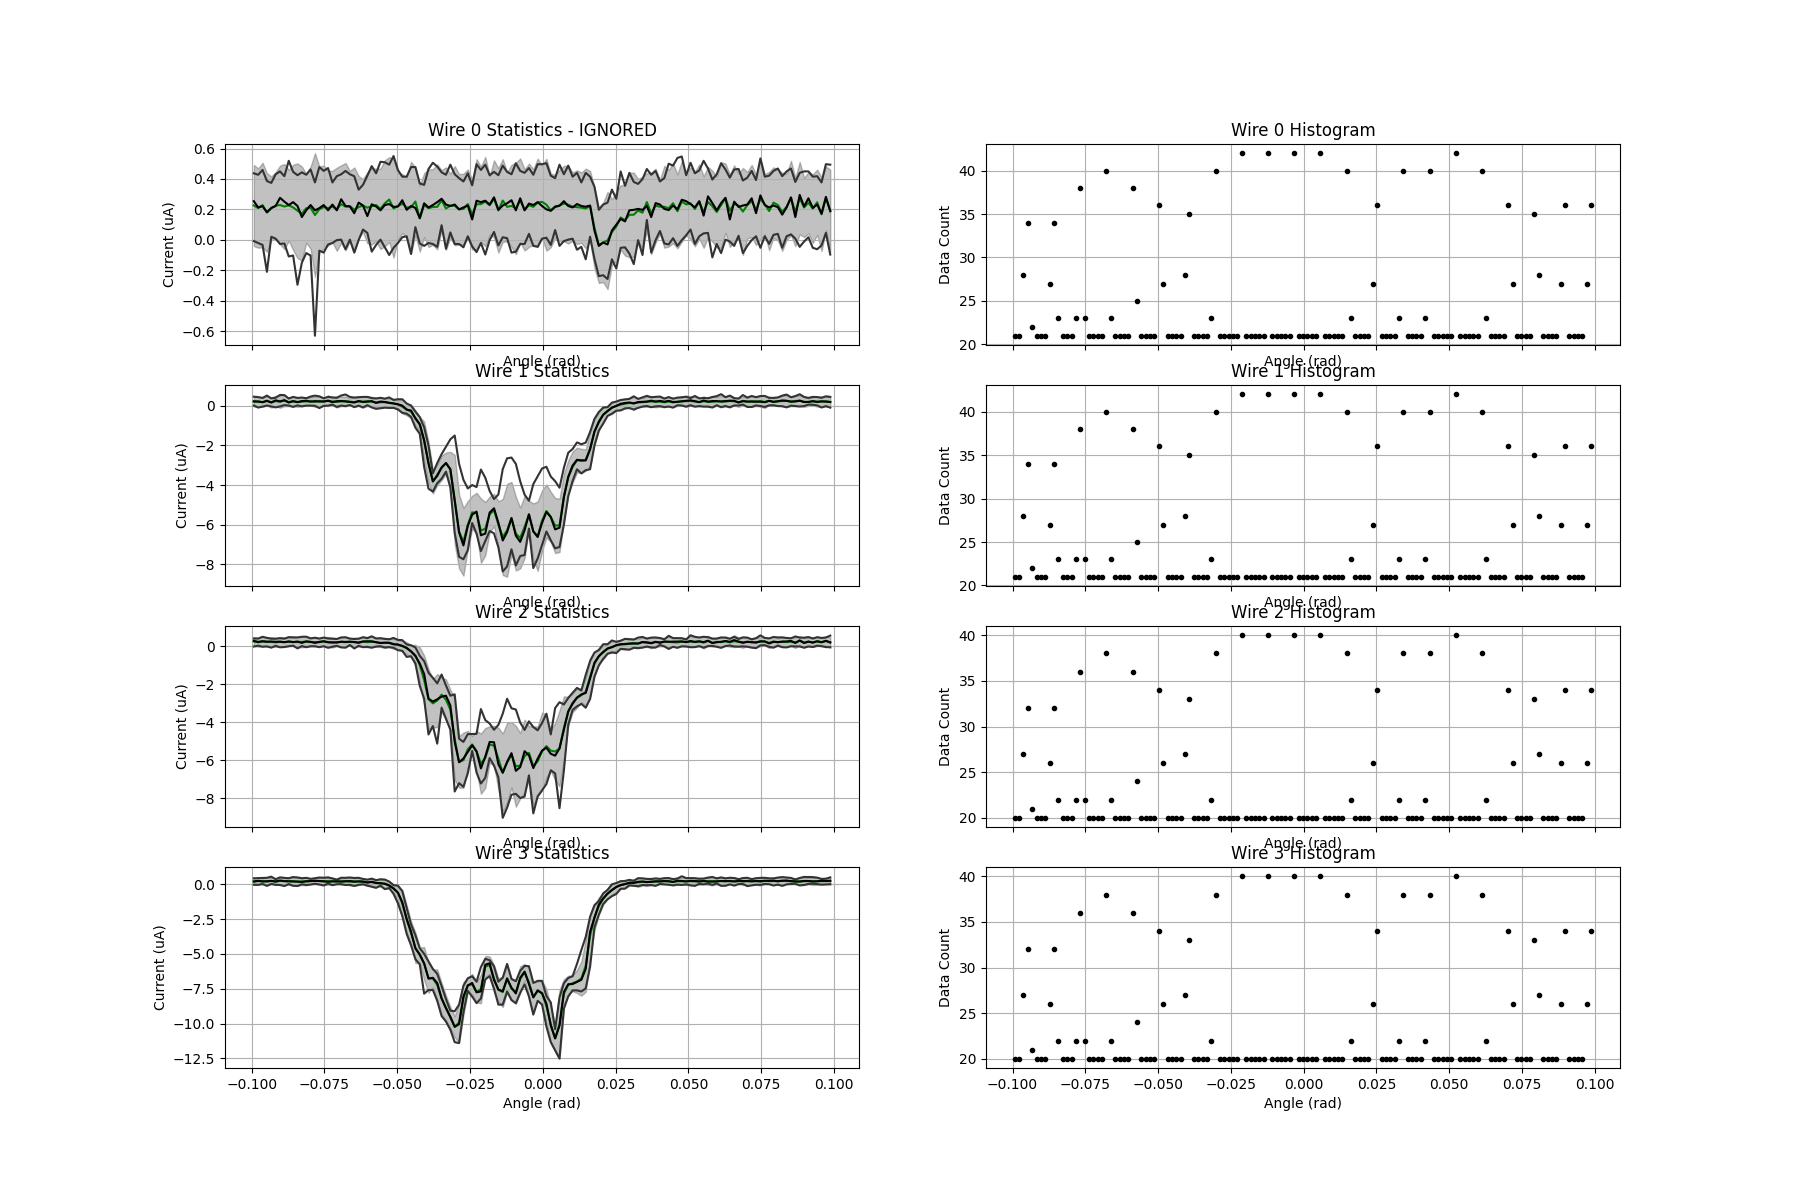 Wire 0 Statistics - IGNORED
Current (uA)
0.6
0.4
0.2
0.0
−0.2
−0.4
−0.6
Angle (rad)
Wire 0 Histogram
Data Count
40
35
30
25
20
Angle (rad)
Wire 1 Statistics
Current (uA)
0
−2
−4
−6
−8
Angle (rad)
Wire 1 Histogram
Data Count
40
35
30
25
20
Angle (rad)
Wire 2 Statistics
Current (uA)
0
−2
−4
−6
−8
Angle (rad)
Wire 2 Histogram
Data Count
40
35
30
25
20
Angle (rad)
Wire 3 Statistics
Current (uA)
0.0
−2.5
−5.0
−7.5
−10.0
−12.5
−0.100 −0.075 −0.050 −0.025 0.000 0.025 0.050 0.075 0.100
Angle (rad)
Wire 3 Histogram
Data Count
40
35
30
25
20
−0.100 −0.075 −0.050 −0.025 0.000 0.025 0.050 0.075 0.100
Angle (rad)